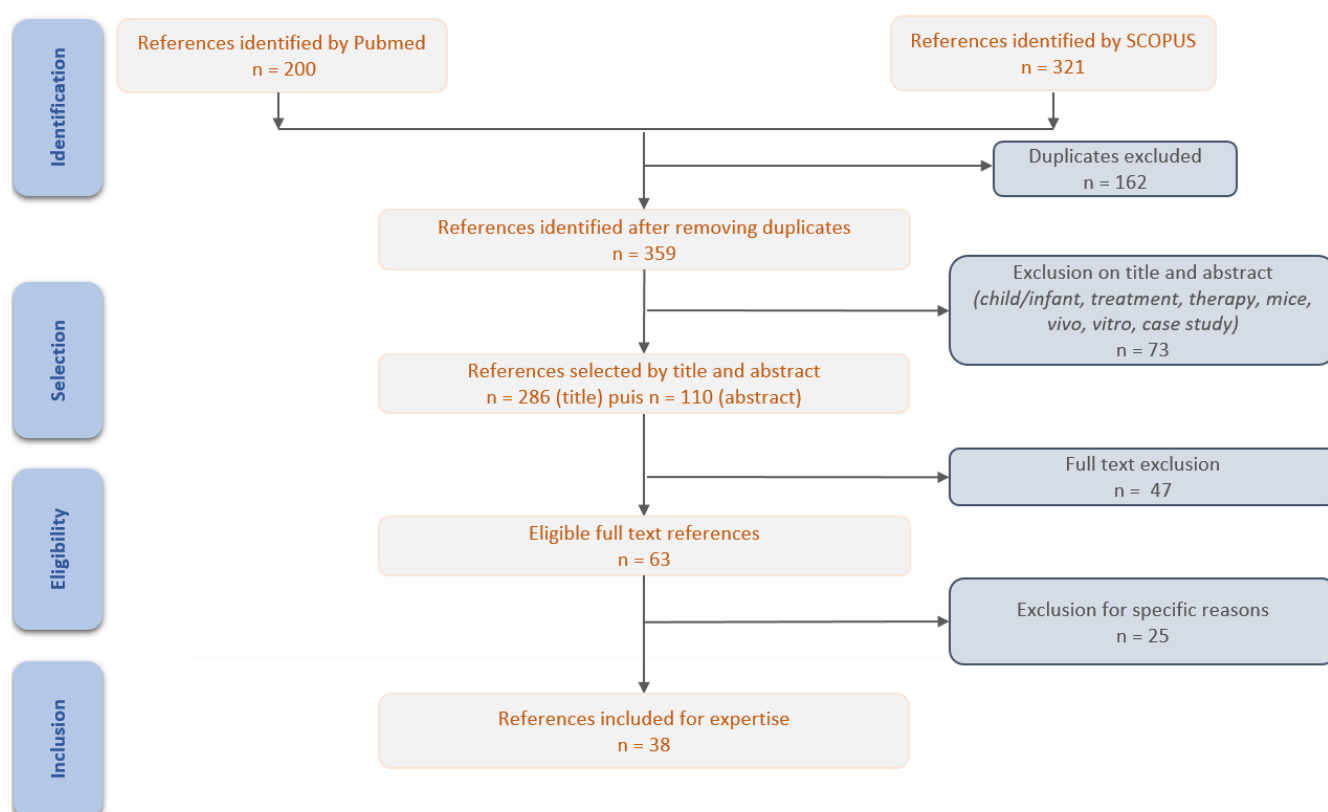 Identification
References identified by Pubmed
n = 200
References identified by SCOPUS
n = 321
Duplicates excluded
n = 162
References identified after removing duplicates
n = 359
Selection
Exclusion on title and abstract
(child/infant, treatment, therapy, mice,
vivo, vitro, case study)
n = 73
References selected by title and abstract
n = 286 (title) puis n = 110 (abstract)
Eligibility
Full text exclusion
n = 47
Eligible full text references
n = 63
Exclusion for specific reasons
n = 25
Inclusion
References included for expertise
n = 38